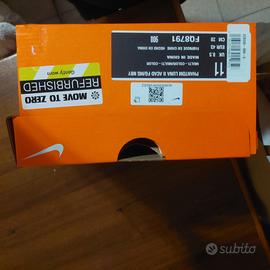 MOVE TO ZERO
REFURBISHED
Gently worn
PHANTOM LUNA II ACAD FG/MG NBY
MULTI - COLOR/MULTI - COLOR
MADE IN CHINA
FABRIQUE EN CHINE HECHO EN CHINA
FQ8791
900
11
UK 8.5
EUR 43
CM 28
subito